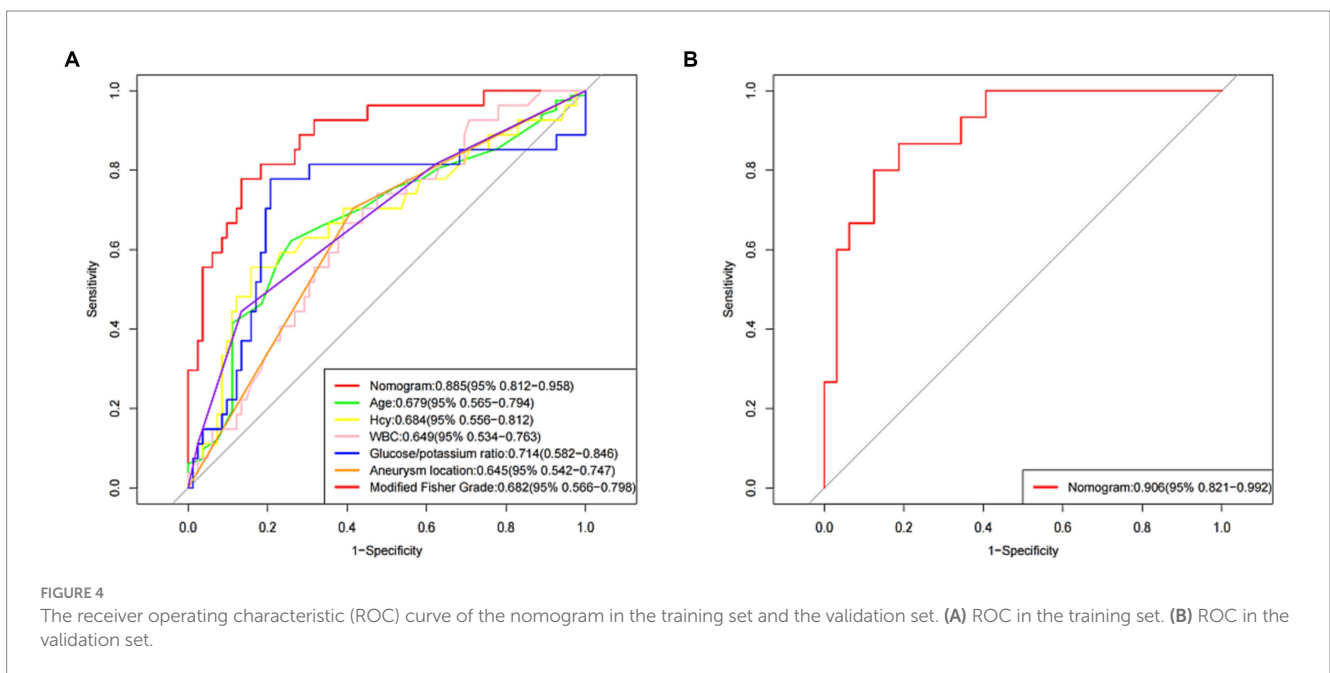 A
1.0
0.8
0.6
0.4
0.2
0.0
Sensitivity
0.0
0.2
0.4
0.6
0.8
1.0
1−Specificity
Nomogram:0.885(95% 0.812−0.958)
Age:0.679(95% 0.565−0.794)
Hcy:0.684(95% 0.556−0.812)
WBC:0.649(95% 0.534−0.763)
Glucose/potassium ratio:0.714(0.582−0.846)
Aneurysm location:0.645(95% 0.542−0.747)
Modified Fisher Grade:0.682(95% 0.566−0.798)
B
1.0
0.8
0.6
0.4
0.2
0.0
Sensitivity
0.0
0.2
0.4
0.6
0.8
1.0
1−Specificity
Nomogram:0.906(95% 0.821−0.992)
FIGURE 4
The receiver operating characteristic (ROC) curve of the nomogram in the training set and the validation set. (A) ROC in the training set. (B) ROC in the
validation set.